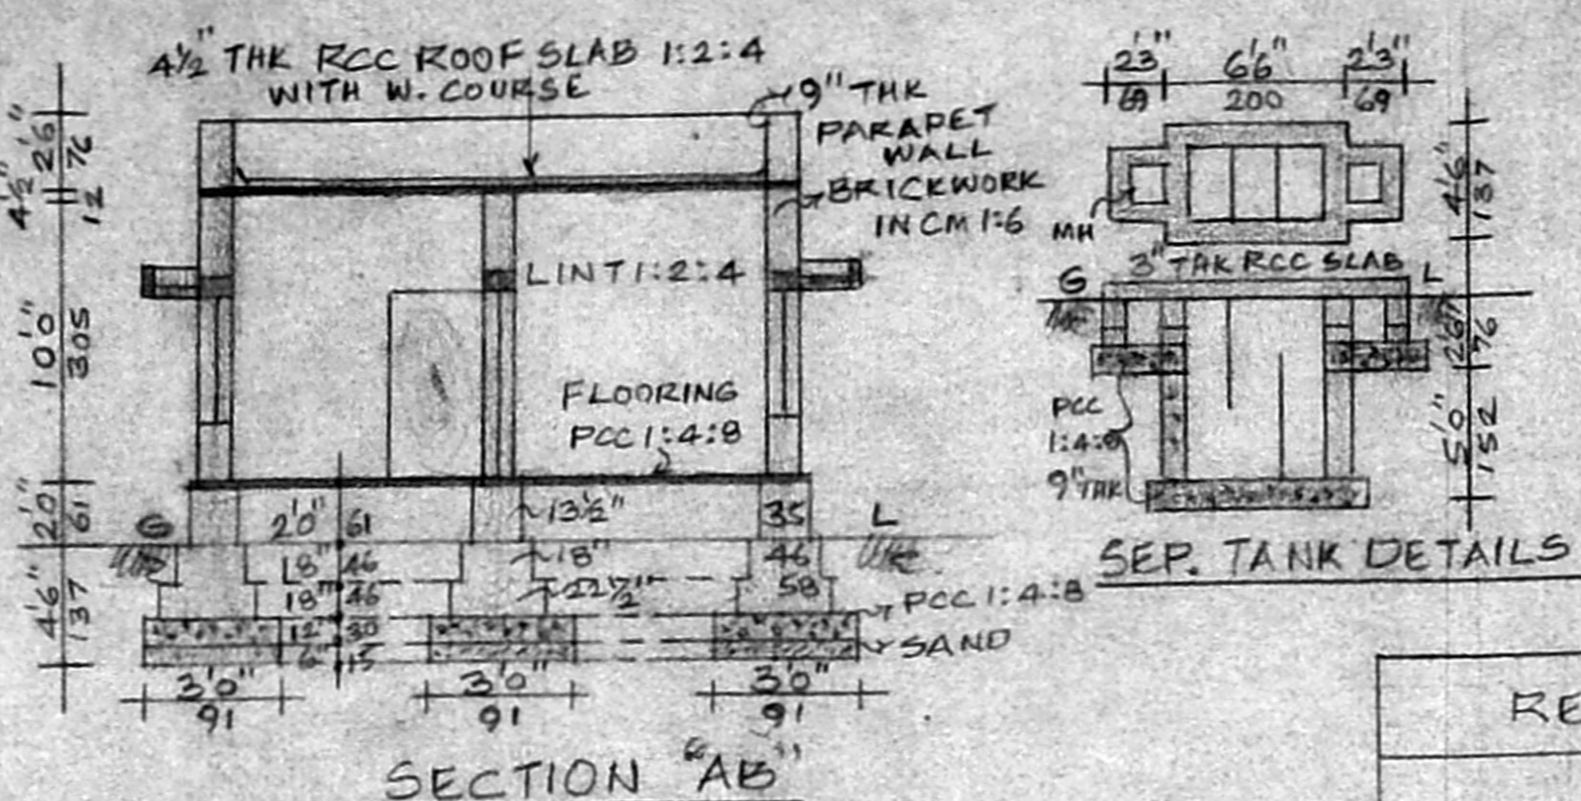 4½" THK RCC ROOF SLAB 1:2:4
WITH W. COURSE
9" THK
PARAPET
WALL
BRICKWORK
IN CM 1:6
LINT 1:2:4
FLOORING
PCC 1:4:8
2'6"
76
4½"
12
10'0"
305
2'0"
61
4'6"
137
G
L
2'0" 61
18" 46
18" 46
12" 30
6" 15
13½"
18"
22½"
35
46
58
PCC 1:4:8
SAND
3'0"
91
3'0"
91
3'0"
91
SECTION "AB"
2'3" 6'6" 2'3"
69 200 69
4'6"
137
MH
3" THK RCC SLAB
G
L
2'6"
76
5'0"
152
PCC
1:4:8
9" THK
SEP. TANK DETAILS
RE